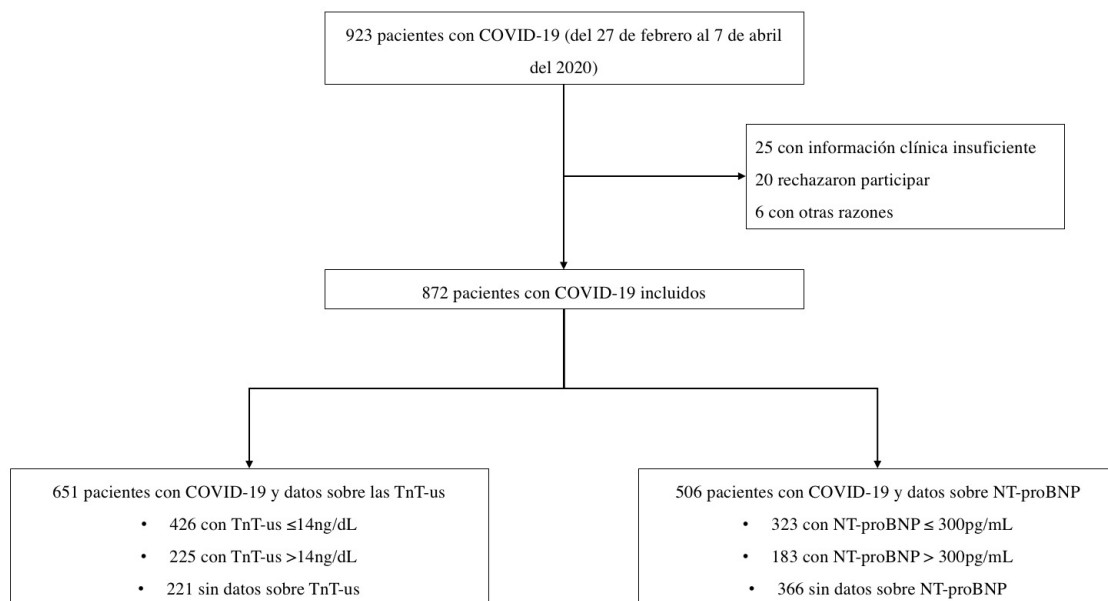 923 pacientes con COVID-19 (del 27 de febrero al 7 de abril
del 2020)
25 con información clínica insuficiente
20 rechazaron participar
6 con otras razones
872 pacientes con COVID-19 incluidos
651 pacientes con COVID-19 y datos sobre las TnT-us
• 426 con TnT-us ≤14ng/dL
• 225 con TnT-us >14ng/dL
• 221 sin datos sobre TnT-us
506 pacientes con COVID-19 y datos sobre NT-proBNP
• 323 con NT-proBNP ≤ 300pg/mL
• 183 con NT-proBNP > 300pg/mL
• 366 sin datos sobre NT-proBNP